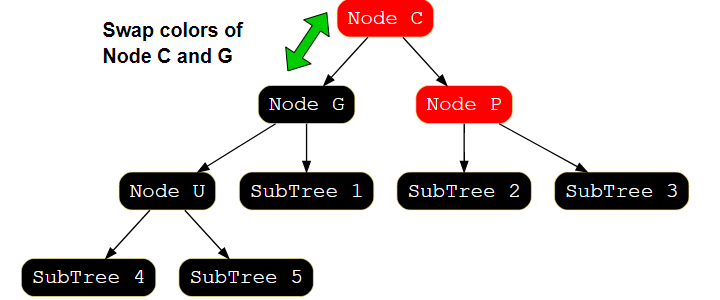 Swap colors of
Node C and G
Node C
Node G
Node P
Node U
SubTree 1
SubTree 2
SubTree 3
SubTree 4
SubTree 5